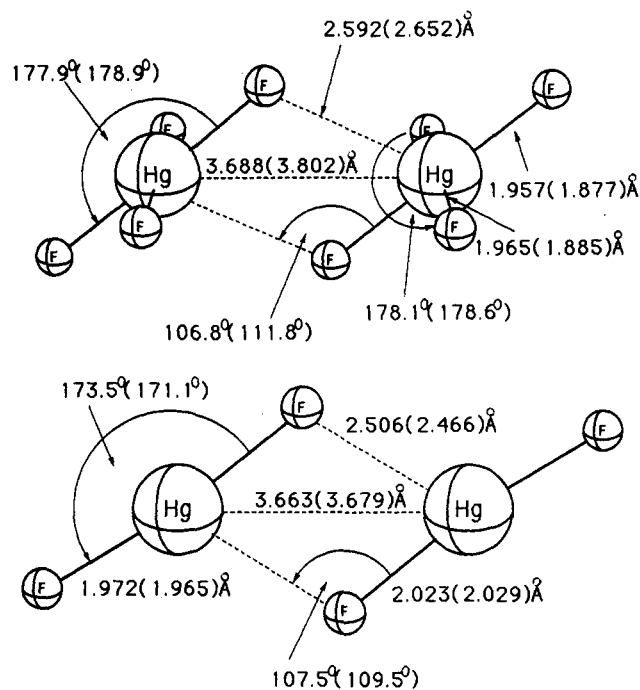 2.592(2.652)Å
177.9°(178.9°)
F
F
F
F
Hg
3.688(3.802)Å
Hg
1.957(1.877)Å
F
F
F
F
1.965(1.885)Å
178.1°(178.6°)
106.8°(111.8°)
173.5°(171.1°)
F
2.506(2.466)Å
F
Hg
3.663(3.679)Å
Hg
F
1.972(1.965)Å
F
2.023(2.029)Å
107.5°(109.5°)